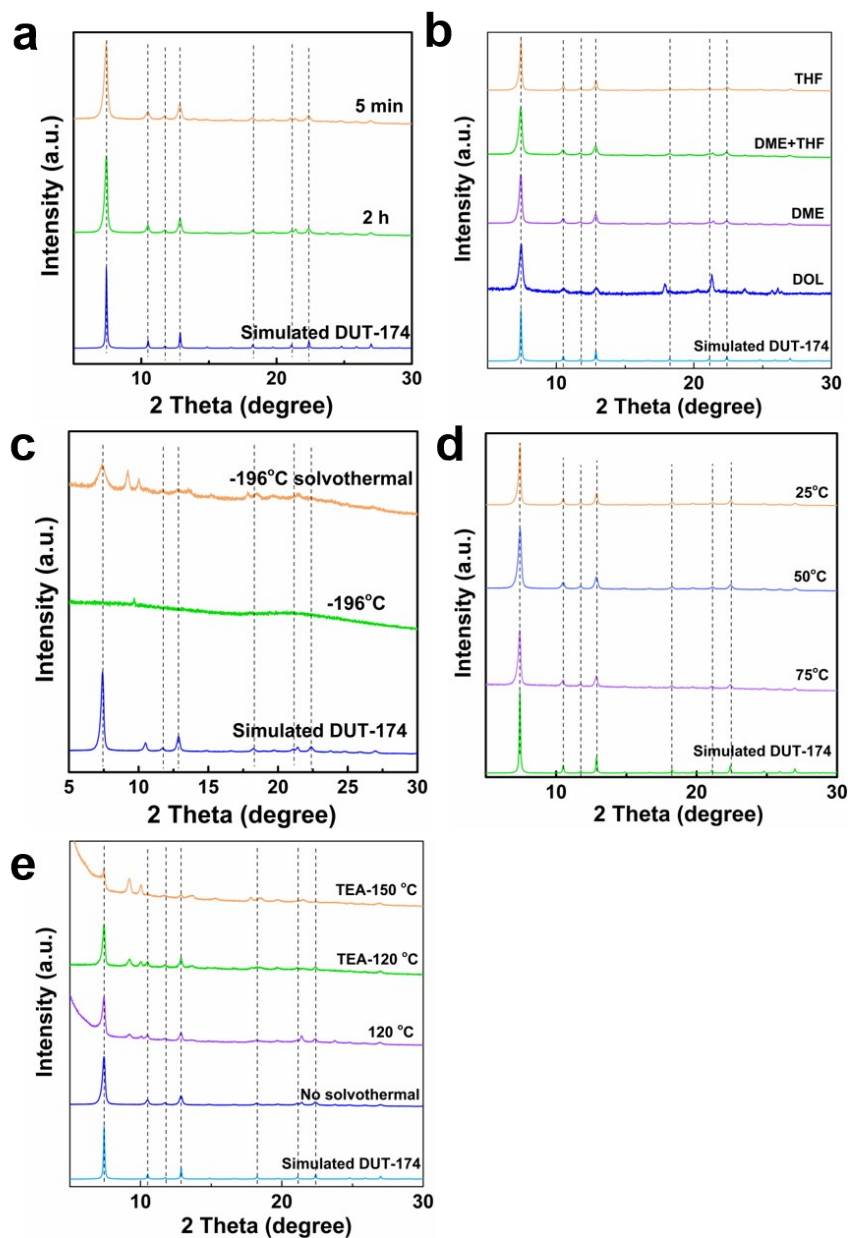 a
Intensity (a.u.)
5 min
2 h
Simulated DUT-174
10 20 30
2 Theta (degree)
b
Intensity (a.u.)
THF
DME+THF
DME
DOL
Simulated DUT-174
10 20 30
2 Theta (degree)
c
Intensity (a.u.)
-196°C solvothermal
-196°C
Simulated DUT-174
5 10 15 20 25 30
2 Theta (degree)
d
Intensity (a.u.)
25°C
50°C
75°C
Simulated DUT-174
10 20 30
2 Theta (degree)
e
Intensity (a.u.)
TEA-150 °C
TEA-120 °C
120 °C
No solvothermal
Simulated DUT-174
10 20 30
2 Theta (degree)